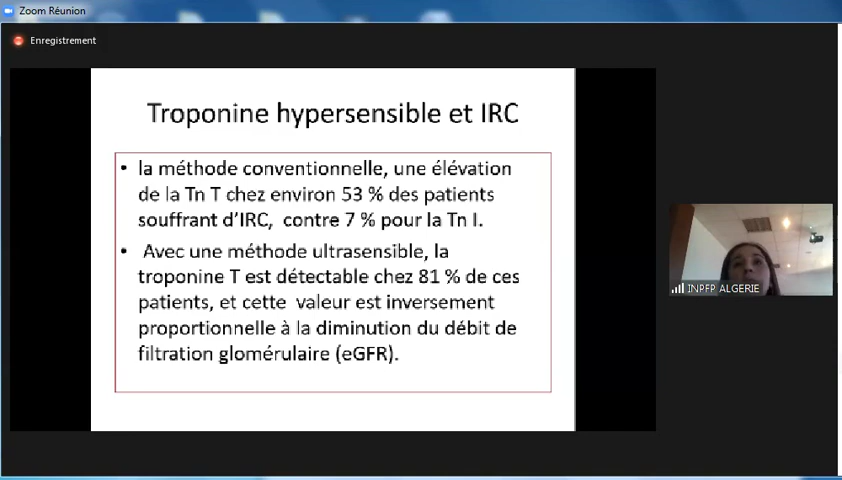 Zoom Réunion
Enregistrement
Troponine hypersensible et IRC
• la méthode conventionnelle, une élévation
de la Tn T chez environ 53 % des patients
souffrant d'IRC, contre 7 % pour la Tn I.
• Avec une méthode ultrasensible, la
troponine T est détectable chez 81 % de ces
patients, et cette valeur est inversement
proportionnelle à la diminution du débit de
filtration glomérulaire (eGFR).
INPFP ALGERIE